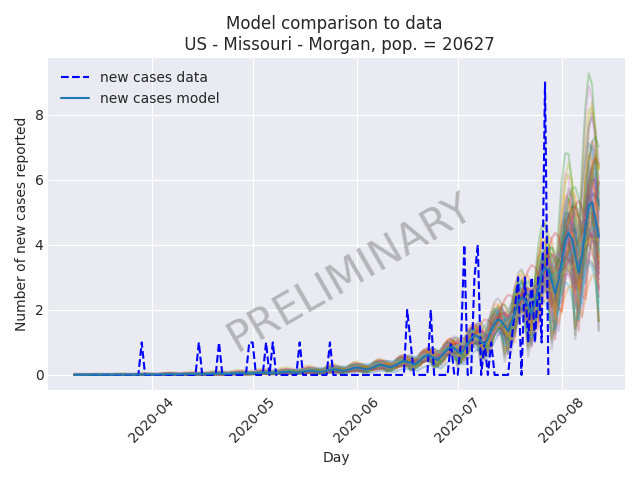 Model comparison to data
US - Missouri - Morgan, pop. = 20627
new cases data
new cases model
Number of new cases reported
8
6
4
2
0
PRELIMINARY
2020-04
2020-05
2020-06
2020-07
2020-08
Day